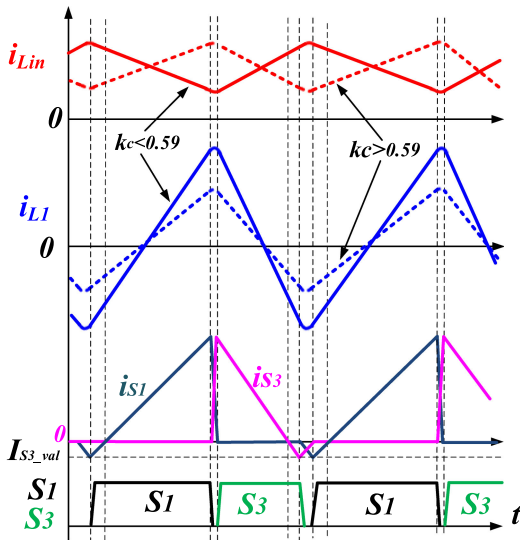 iLin
0
kc<0.59
kc>0.59
iL1
0
iS1
iS3
0
IS3_val
S1
S3
S1
S3
S1
S3
t